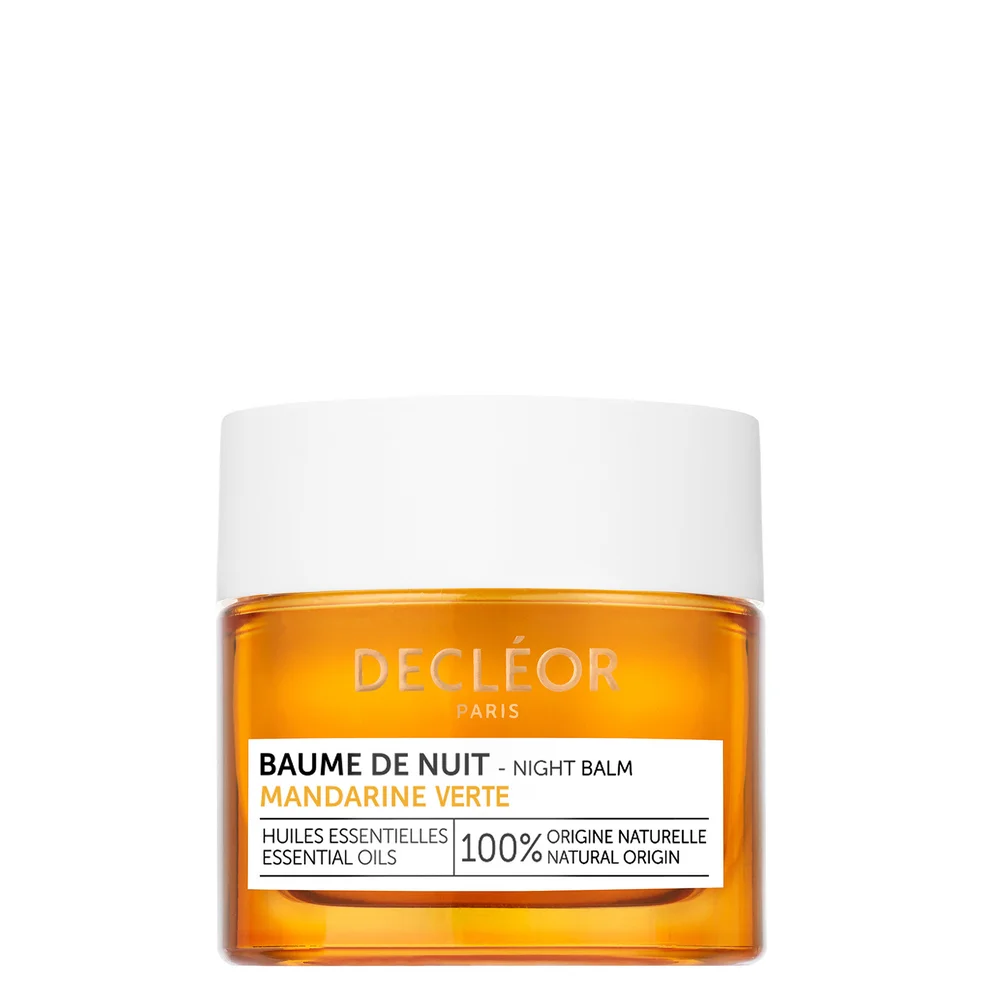 DECLÉOR
PARIS
BAUME DE NUIT - NIGHT BALM
MANDARINE VERTE
HUILES ESSENTIELLES
ESSENTIAL OILS
100% ORIGINE NATURELLE
NATURAL ORIGIN